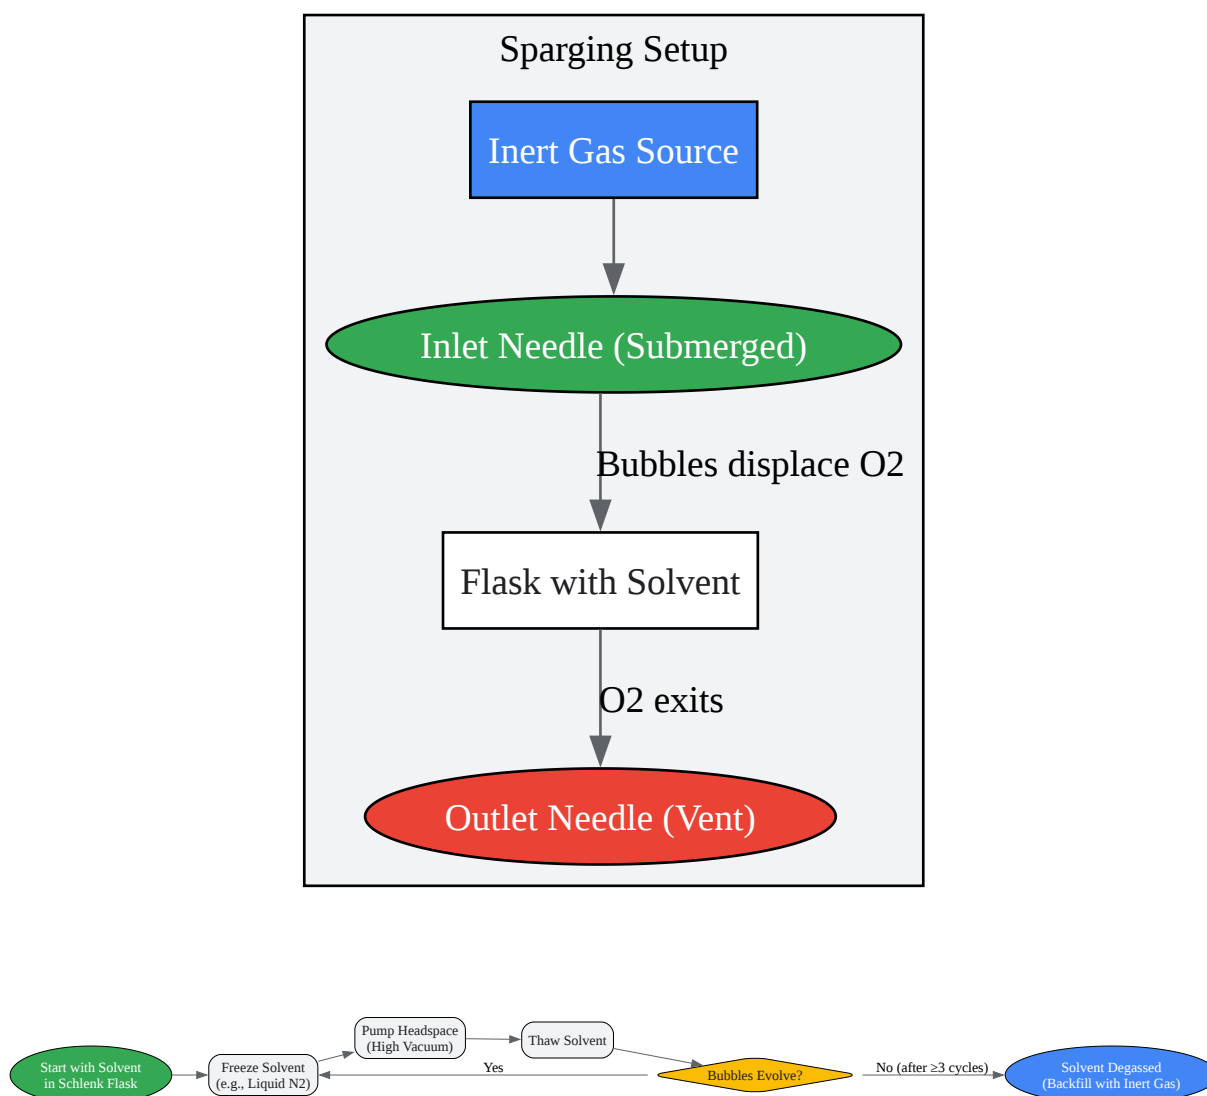 Sparging Setup
Inert Gas Source
Inlet Needle (Submerged)
Bubbles displace O2
Flask with Solvent
O2 exits
Outlet Needle (Vent)
Start with Solvent
in Schlenk Flask
Freeze Solvent
(e.g., Liquid N2)
Pump Headspace
(High Vacuum)
Thaw Solvent
Yes
Bubbles Evolve?
No (after ≥3 cycles)
Solvent Degassed
(Backfill with Inert Gas)